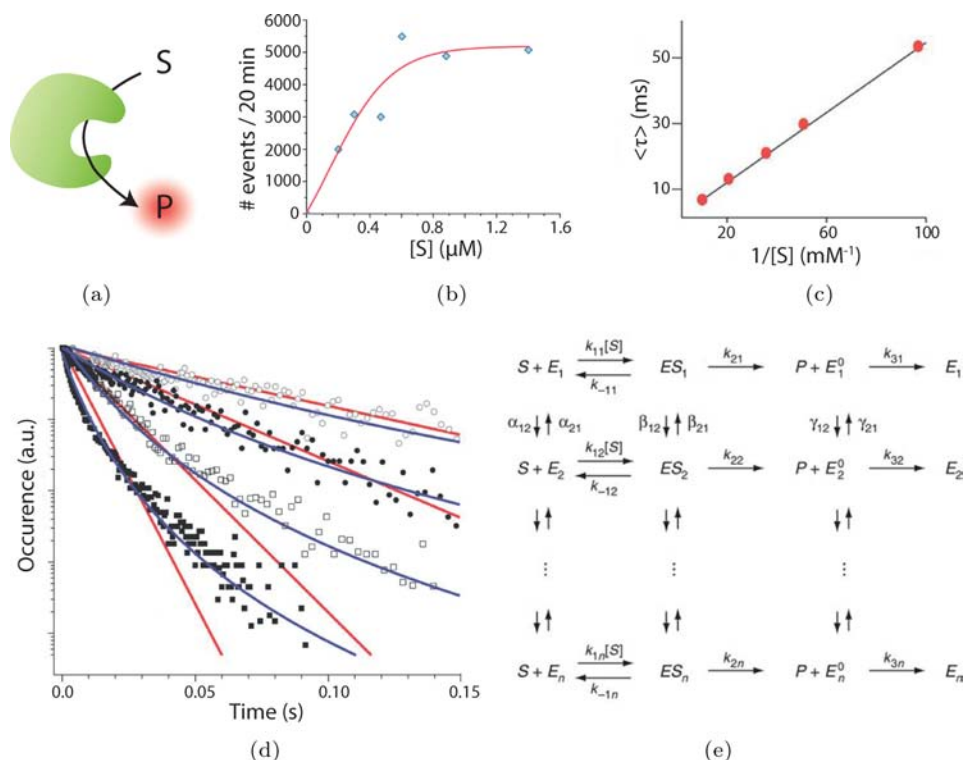 S
P
(a)
# events / 20 min
6000
5000
4000
3000
2000
1000
0
0
0.4
0.8
1.2
1.6
[S] (µM)
(b)
<τ> (ms)
50
30
10
20
60
100
1/[S] (mM⁻¹)
(c)
Occurence (a.u.)
0.0
0.05
0.10
0.15
Time (s)
(d)
S + E₁ k₁₁[S] k₋₁₁ ES₁ k₂₁ P + E₁⁰ k₃₁ E₁
α₁₂ α₂₁ β₁₂ β₂₁ γ₁₂ γ₂₁
S + E₂ k₁₂[S] k₋₁₂ ES₂ k₂₂ P + E₂⁰ k₃₂ E₂
⋮ ⋮ ⋮
S + Eₙ k₁ₙ[S] k₋₁ₙ ESₙ k₂ₙ P + Eₙ⁰ k₃ₙ Eₙ
(e)